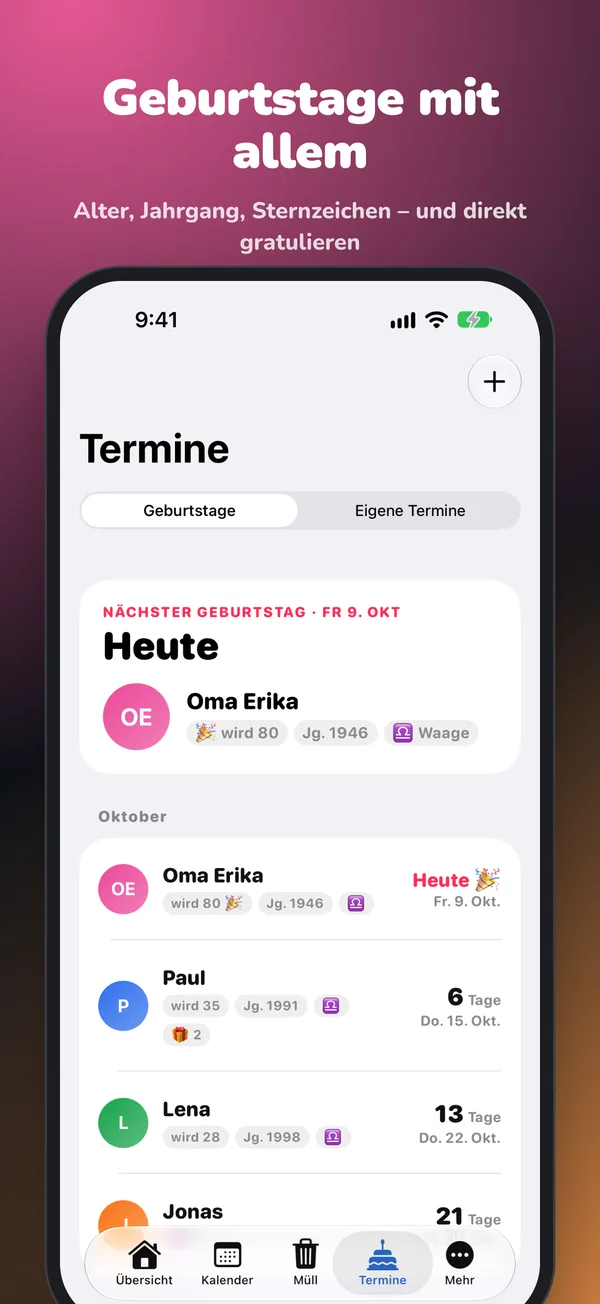 Geburtstage mit
allem
Alter, Jahrgang, Sternzeichen – und direkt
gratulieren
9:41
Termine
Geburtstage
Eigene Termine
NÄCHSTER GEBURTSTAG · FR 9. OKT
Heute
OE
Oma Erika
🎉 wird 80
Jg. 1946
♎ Waage
Oktober
OE
Oma Erika
wird 80 🎉
Jg. 1946
♎
Heute 🎉
Fr. 9. Okt.
P
Paul
wird 35
Jg. 1991
♎
🎁 2
6 Tage
Do. 15. Okt.
L
Lena
wird 28
Jg. 1998
♎
13 Tage
Do. 22. Okt.
Jonas
21 Tage
Übersicht
Kalender
Müll
Termine
Mehr